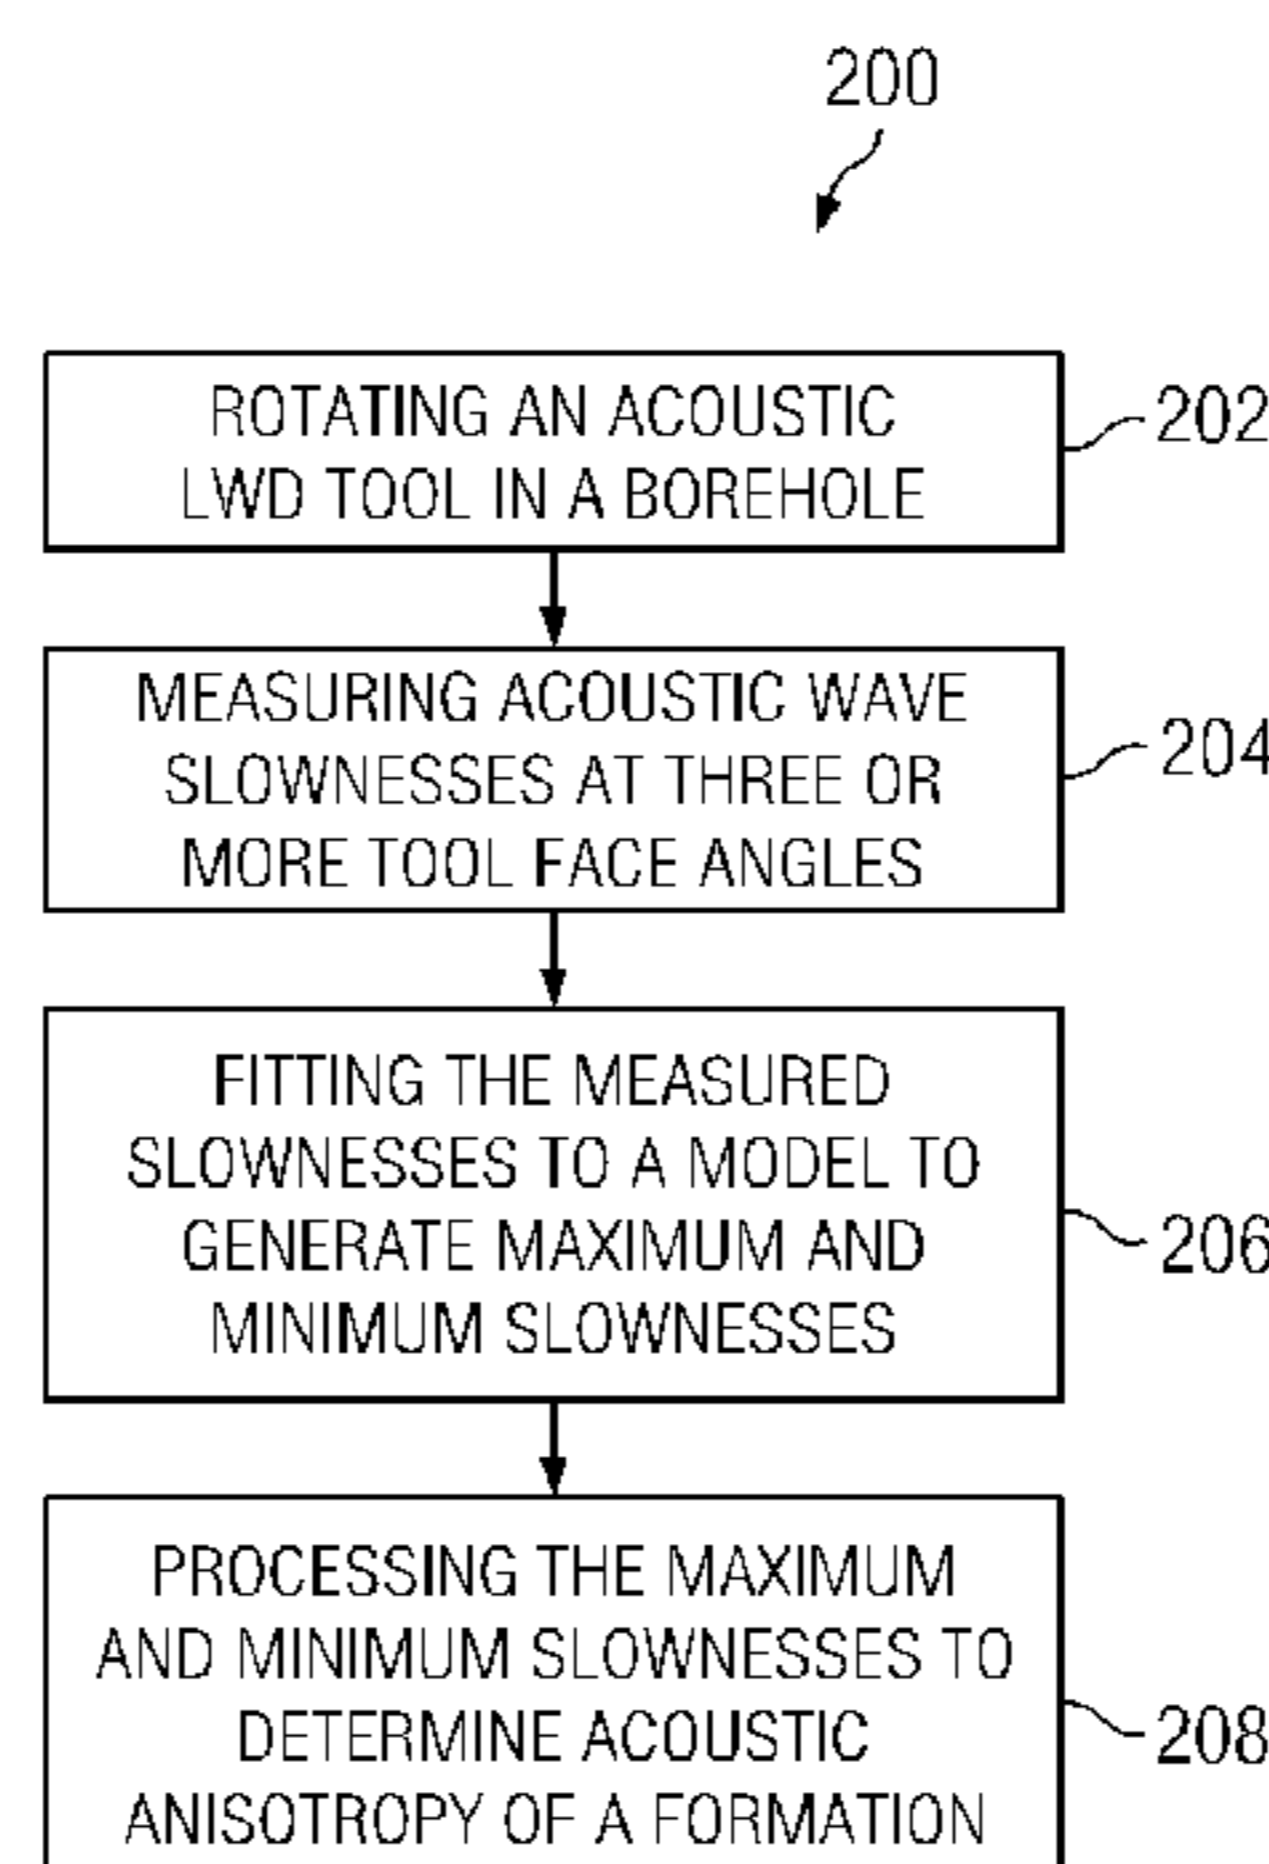 200
ROTATING AN ACOUSTIC
LWD TOOL IN A BOREHOLE
202
MEASURING ACOUSTIC WAVE
SLOWNESSES AT THREE OR
MORE TOOL FACE ANGLES
204
FITTING THE MEASURED
SLOWNESSES TO A MODEL TO
GENERATE MAXIMUM AND
MINIMUM SLOWNESSES
206
PROCESSING THE MAXIMUM
AND MINIMUM SLOWNESSES TO
DETERMINE ACOUSTIC
ANISOTROPY OF A FORMATION
208